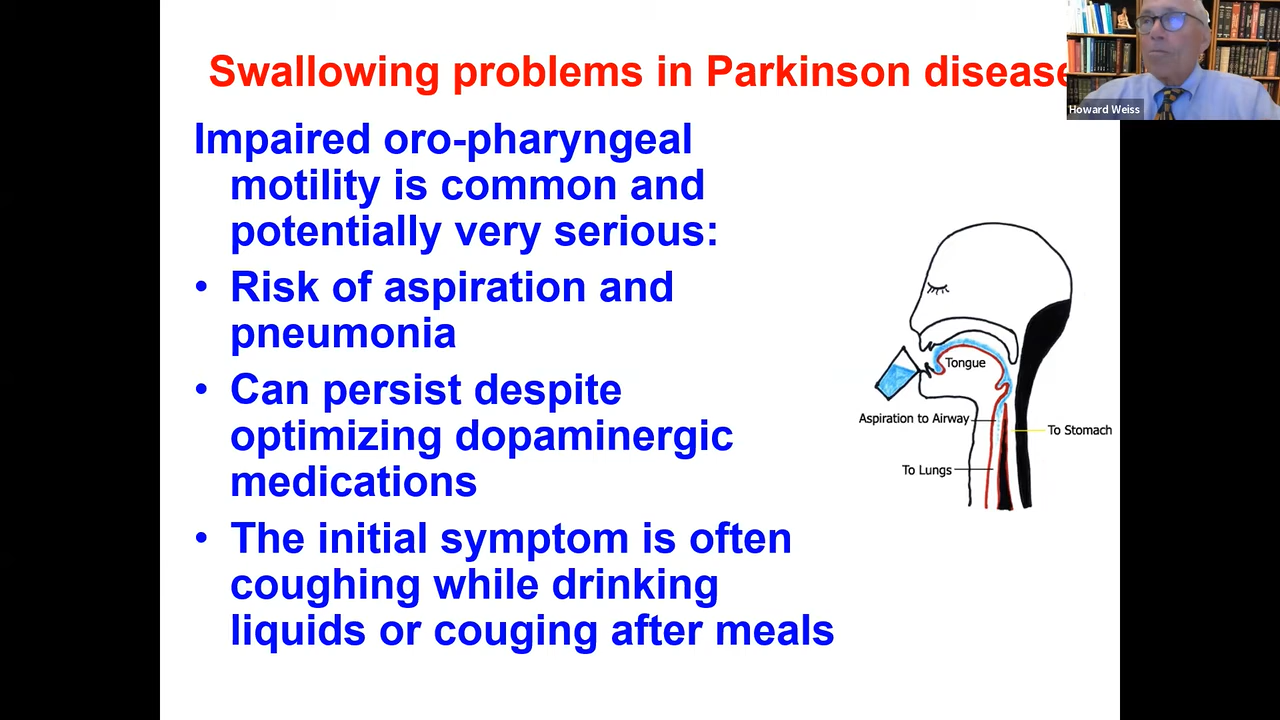 Swallowing problems in Parkinson disease
Howard Weiss
Impaired oro-pharyngeal
motility is common and
potentially very serious:
• Risk of aspiration and
pneumonia
• Can persist despite
optimizing dopaminergic
medications
• The initial symptom is often
coughing while drinking
liquids or couging after meals
Tongue
Aspiration to Airway
To Stomach
To Lungs